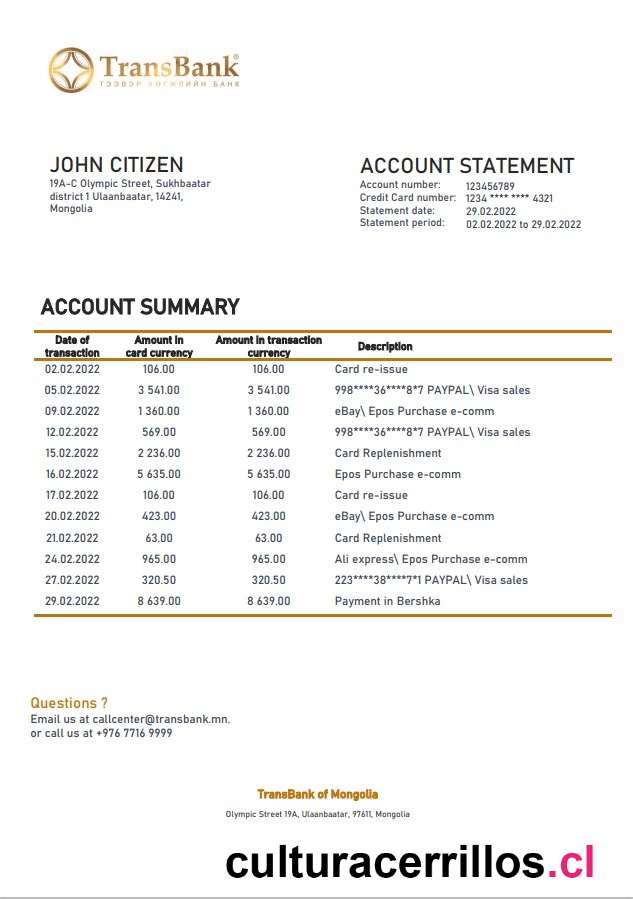 TransBank®
ТЭЭВЭР ХӨГЖЛИЙН БАНК
JOHN CITIZEN
19A-C Olympic Street, Sukhbaatar
district 1 Ulaanbaatar, 14241,
Mongolia
ACCOUNT STATEMENT
Account number: 123456789
Credit Card number: 1234 **** **** 4321
Statement date: 29.02.2022
Statement period: 02.02.2022 to 29.02.2022
ACCOUNT SUMMARY
Date of transaction Amount in card currency Amount in transaction currency Description
02.02.2022 106.00 106.00 Card re-issue
05.02.2022 3 541.00 3 541.00 998****36****8*7 PAYPAL\ Visa sales
09.02.2022 1 360.00 1 360.00 eBay\ Epos Purchase e-comm
12.02.2022 569.00 569.00 998****36****8*7 PAYPAL\ Visa sales
15.02.2022 2 236.00 2 236.00 Card Replenishment
16.02.2022 5 635.00 5 635.00 Epos Purchase e-comm
17.02.2022 106.00 106.00 Card re-issue
20.02.2022 423.00 423.00 eBay\ Epos Purchase e-comm
21.02.2022 63.00 63.00 Card Replenishment
24.02.2022 965.00 965.00 Ali express\ Epos Purchase e-comm
27.02.2022 320.50 320.50 223****38****7*1 PAYPAL\ Visa sales
29.02.2022 8 639.00 8 639.00 Payment in Bershka
Questions ?
Email us at callcenter@transbank.mn.
or call us at +976 7716 9999
TransBank of Mongolia
Olympic Street 19A, Ulaanbaatar, 97611, Mongolia
culturacerrillos.cl